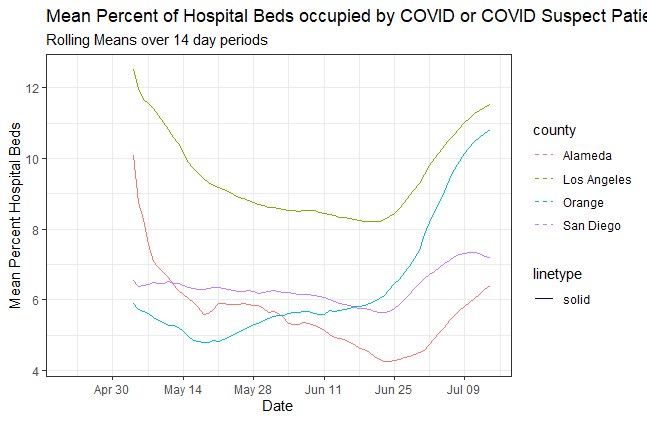 Mean Percent of Hospital Beds occupied by COVID or COVID Suspect Patie
Rolling Means over 14 day periods
Mean Percent Hospital Beds
12
10
8
6
4
Apr 30 May 14 May 28 Jun 11 Jun 25 Jul 09
Date
county
Alameda
Los Angeles
Orange
San Diego
linetype
solid